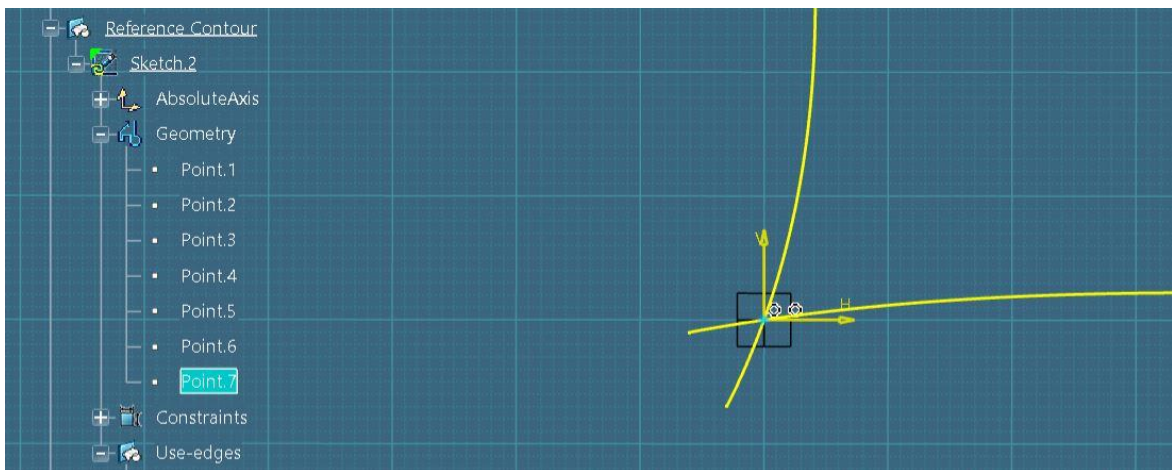 Reference Contour
Sketch.2
AbsoluteAxis
Geometry
Point.1
Point.2
Point.3
Point.4
Point.5
Point.6
Point.7
Constraints
Use-edges
V
H